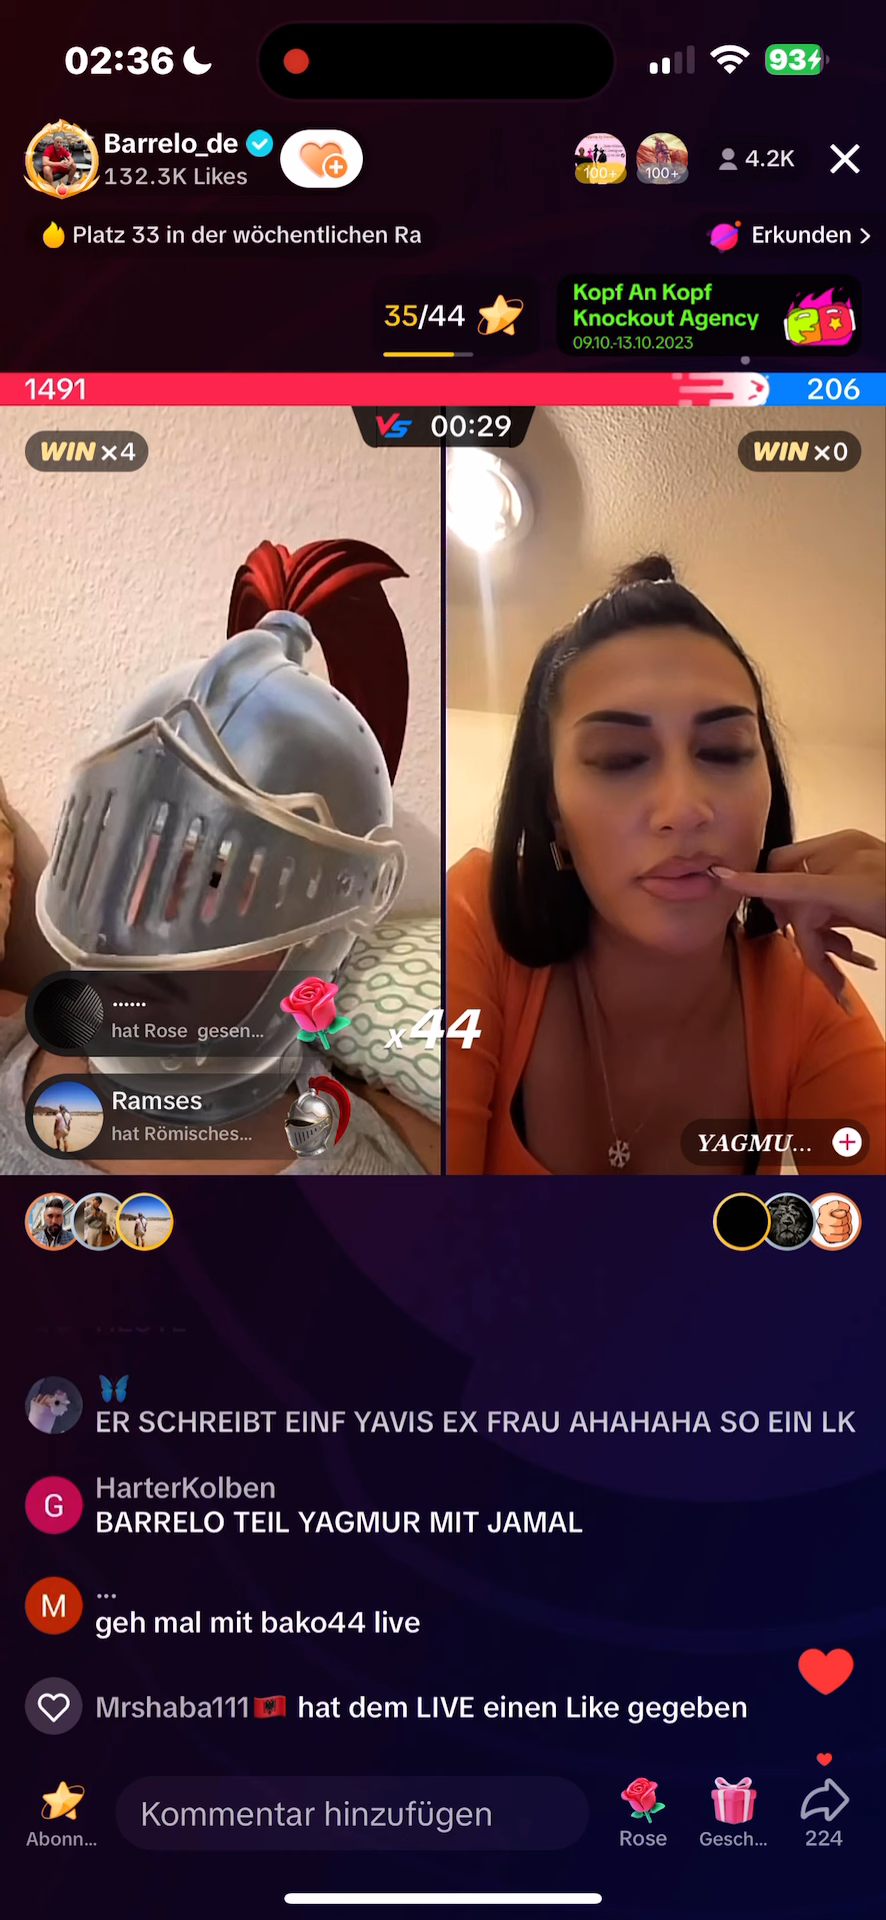 02:36
93
Barrelo_de
132.3K Likes
100+
100+
4.2K
Platz 33 in der wöchentlichen Ra
Erkunden >
35/44
Kopf An Kopf
Knockout Agency
09.10.-13.10.2023
1491
206
VS 00:29
WIN x4
WIN x0
......
hat Rose gesen...
x44
Ramses
hat Römisches...
YAGMU...
ER SCHREIBT EINF YAVIS EX FRAU AHAHAHA SO EIN LK
G
HarterKolben
BARRELO TEIL YAGMUR MIT JAMAL
M
...
geh mal mit bako44 live
Mrshaba111🇦🇱 hat dem LIVE einen Like gegeben
Kommentar hinzufügen
Abonn...
Rose
Gesch...
224